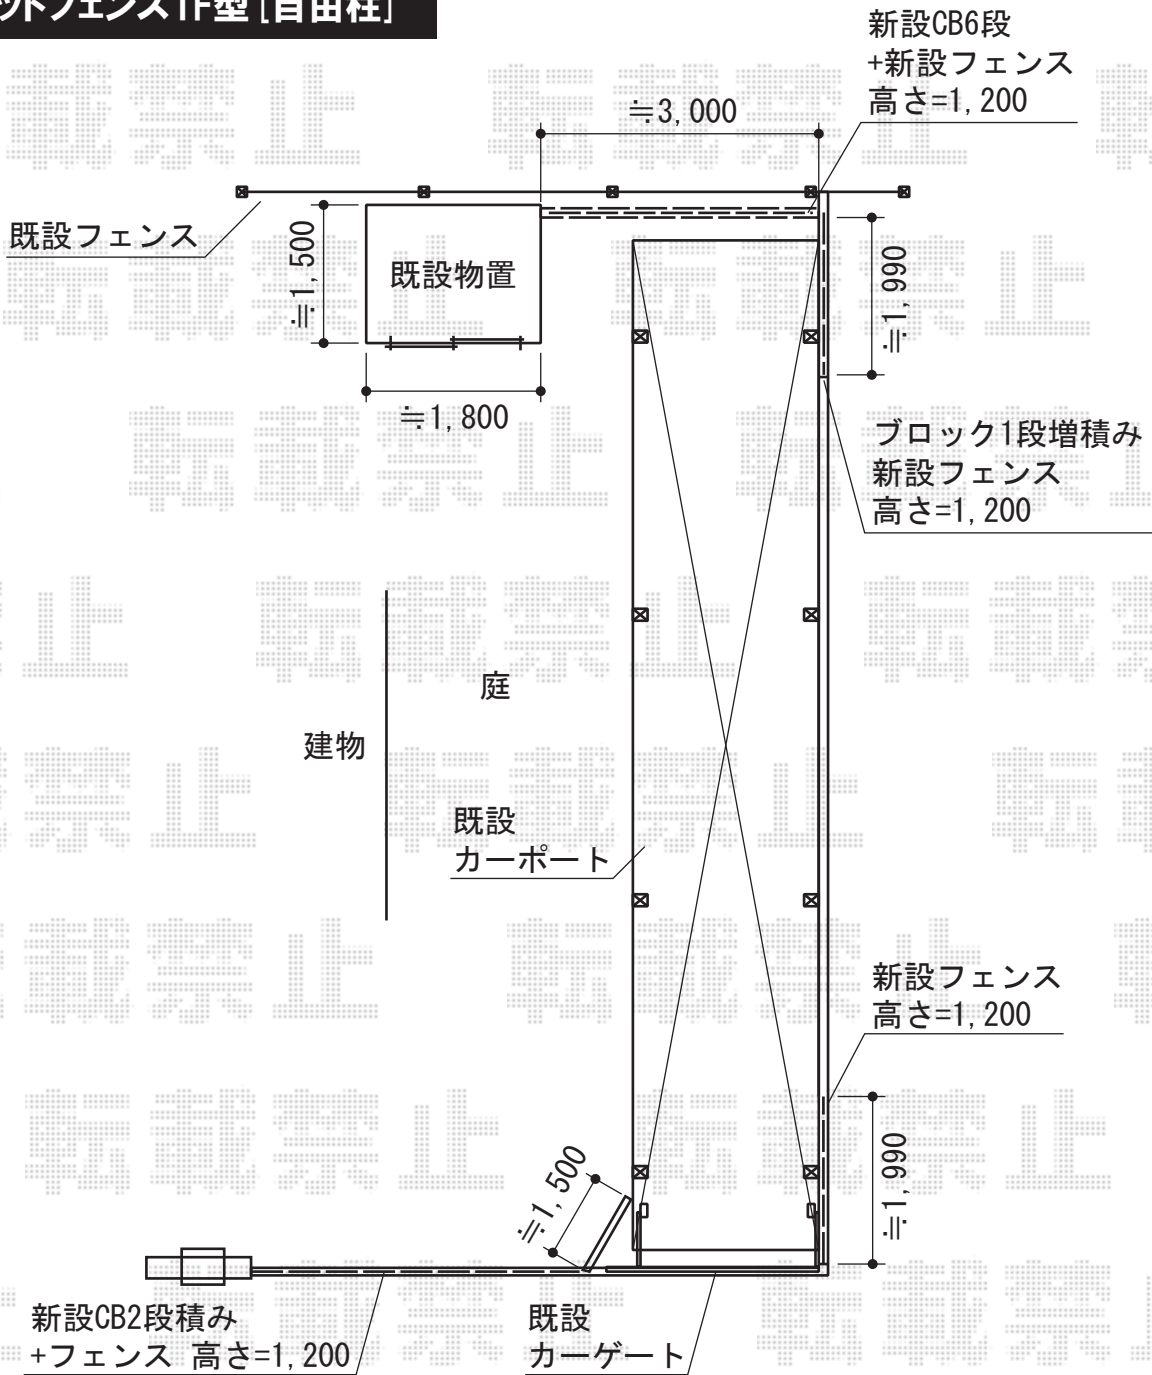 ットフェンス1F型 [自由柱]
新設CB6段
+新設フェンス
高さ=1,200
≒3,000
既設フェンス
≒1,500
既設物置
≒1,990
≒1,800
ブロック1段増積み
新設フェンス
高さ=1,200
庭
建物
既設
カーポート
新設フェンス
高さ=1,200
≒1,990
≒1,500
新設CB2段積み
+フェンス 高さ=1,200
既設
カーゲート
転載禁止